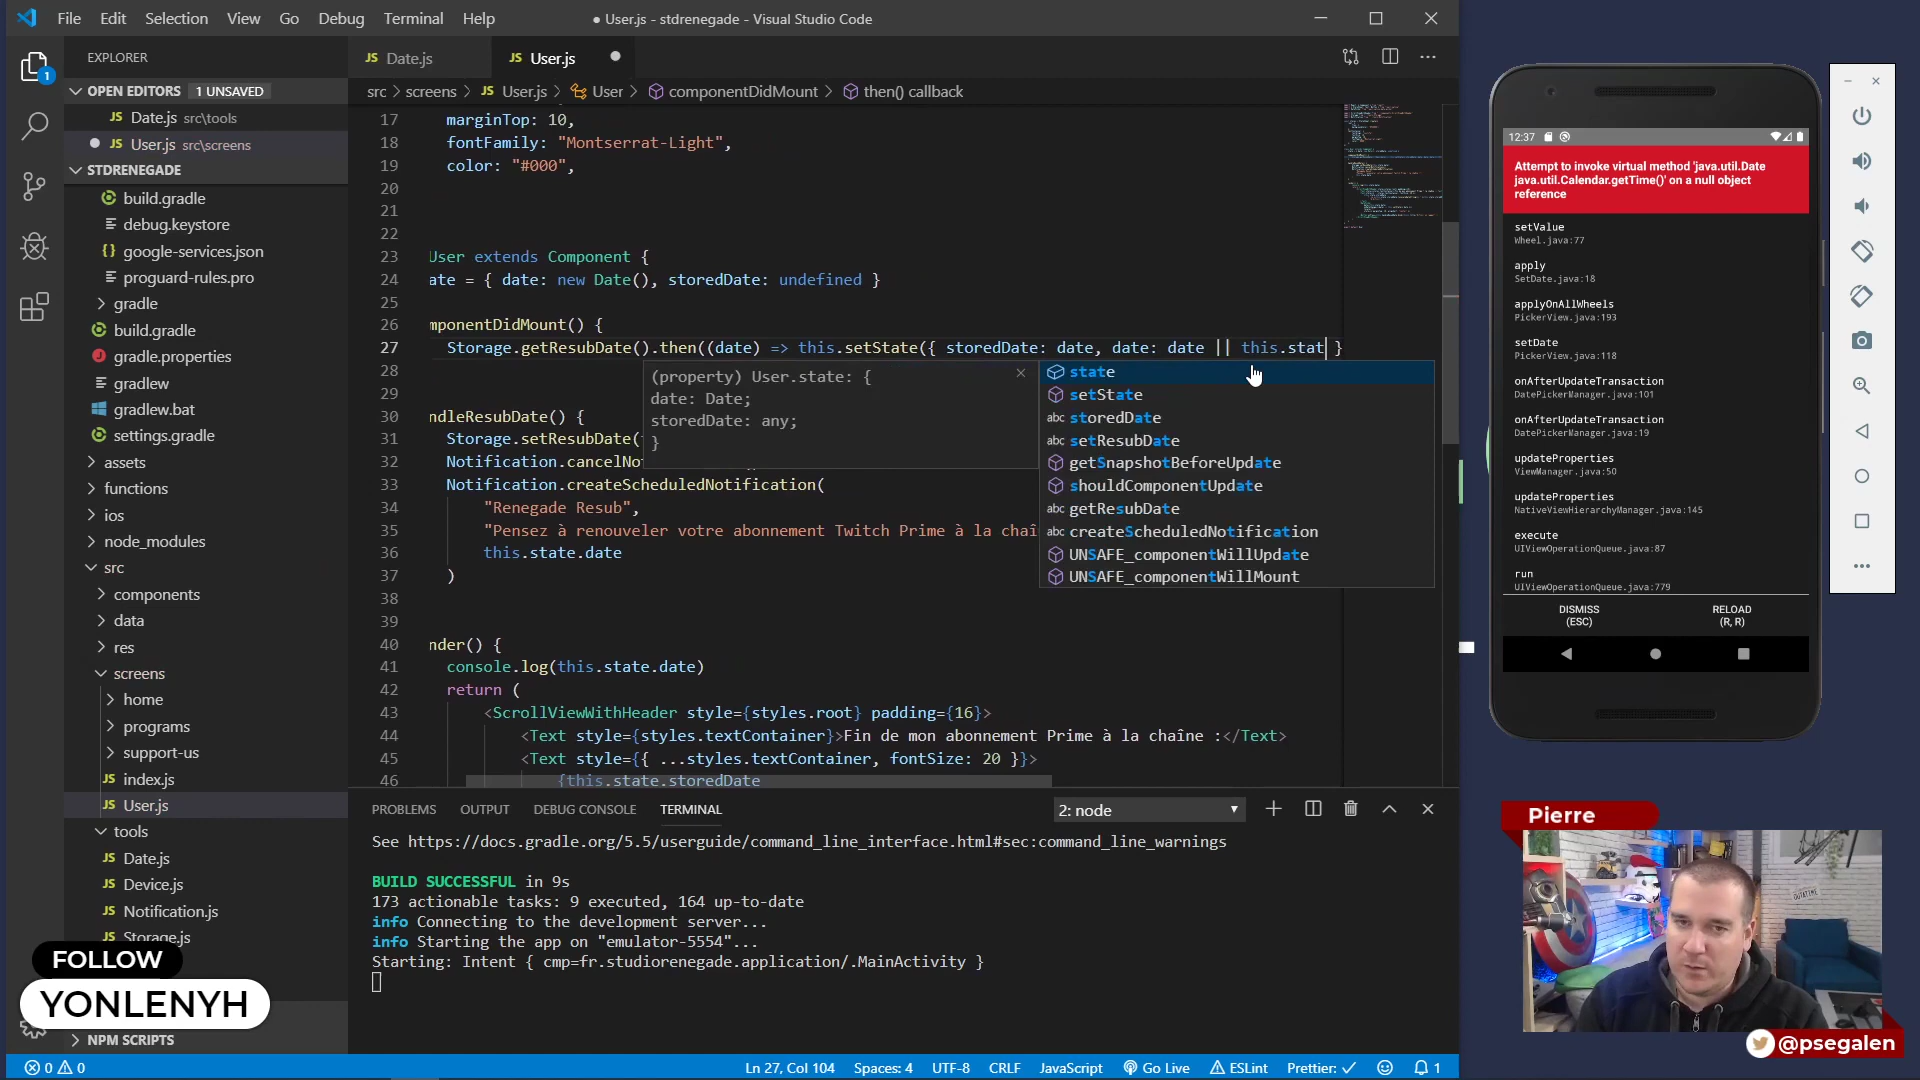 File Edit Selection View Go Debug Terminal Help
● User.js - stdrenegade - Visual Studio Code
EXPLORER
OPEN EDITORS 1 UNSAVED
JS Date.js src\tools
JS User.js src\screens
STDRENEGADE
build.gradle
debug.keystore
google-services.json
proguard-rules.pro
gradle
build.gradle
gradle.properties
gradlew
gradlew.bat
settings.gradle
assets
functions
ios
node_modules
src
components
data
res
screens
home
programs
support-us
JS index.js
JS User.js
tools
JS Date.js
JS Device.js
JS Notification.js
JS Storage.js
NPM SCRIPTS
FOLLOW
YONLENYH
JS Date.js
JS User.js
src > screens > JS User.js > User > componentDidMount > then() callback
17 marginTop: 10,
18 fontFamily: "Montserrat-Light",
19 color: "#000",
20
21
22
23 User extends Component {
24 ate = { date: new Date(), storedDate: undefined }
25
26 mponentDidMount() {
27 Storage.getResubDate().then((date) => this.setState({ storedDate: date, date: date || this.stat }
28
29
30 ndleResubDate() {
31 Storage.setResubDate(
32 Notification.cancelNo
33 Notification.createScheduledNotification(
34 "Renegade Resub",
35 "Pensez à renouveler votre abonnement Twitch Prime à la chaî
36 this.state.date
37 )
38
39
40 nder() {
41 console.log(this.state.date)
42 return (
43 <ScrollViewWithHeader style={styles.root} padding={16}>
44 <Text style={styles.textContainer}>Fin de mon abonnement Prime à la chaîne :</Text>
45 <Text style={{ ...styles.textContainer, fontSize: 20 }}>
46 {this.state.storedDate
(property) User.state: {
date: Date;
storedDate: any;
}
state
setState
abc storedDate
setResubDate
getSnapshotBeforeUpdate
shouldComponentUpdate
abc getResubDate
abc createScheduledNotification
UNSAFE_componentWillUpdate
UNSAFE_componentWillMount
PROBLEMS OUTPUT DEBUG CONSOLE TERMINAL
2: node
See https://docs.gradle.org/5.5/userguide/command_line_interface.html#sec:command_line_warnings
BUILD SUCCESSFUL in 9s
173 actionable tasks: 9 executed, 164 up-to-date
info Connecting to the development server...
info Starting the app on "emulator-5554"...
Starting: Intent { cmp=fr.studiorenegade.application/.MainActivity }
0 0
Ln 27, Col 104 Spaces: 4 UTF-8 CRLF JavaScript Go Live ESLint Prettier: ✓ 1
12:37
Attempt to invoke virtual method 'java.util.Date
java.util.Calendar.getTime()' on a null object
reference
setValue
Wheel.java:77
apply
SetDate.java:18
applyOnAllWheels
PickerView.java:193
setDate
PickerView.java:118
onAfterUpdateTransaction
DatePickerManager.java:101
onAfterUpdateTransaction
DatePickerManager.java:19
updateProperties
ViewManager.java:50
updateProperties
NativeViewHierarchyManager.java:145
execute
UIViewOperationQueue.java:87
run
UIViewOperationQueue.java:779
DISMISS
(ESC)
RELOAD
(R, R)
Pierre
@psegalen